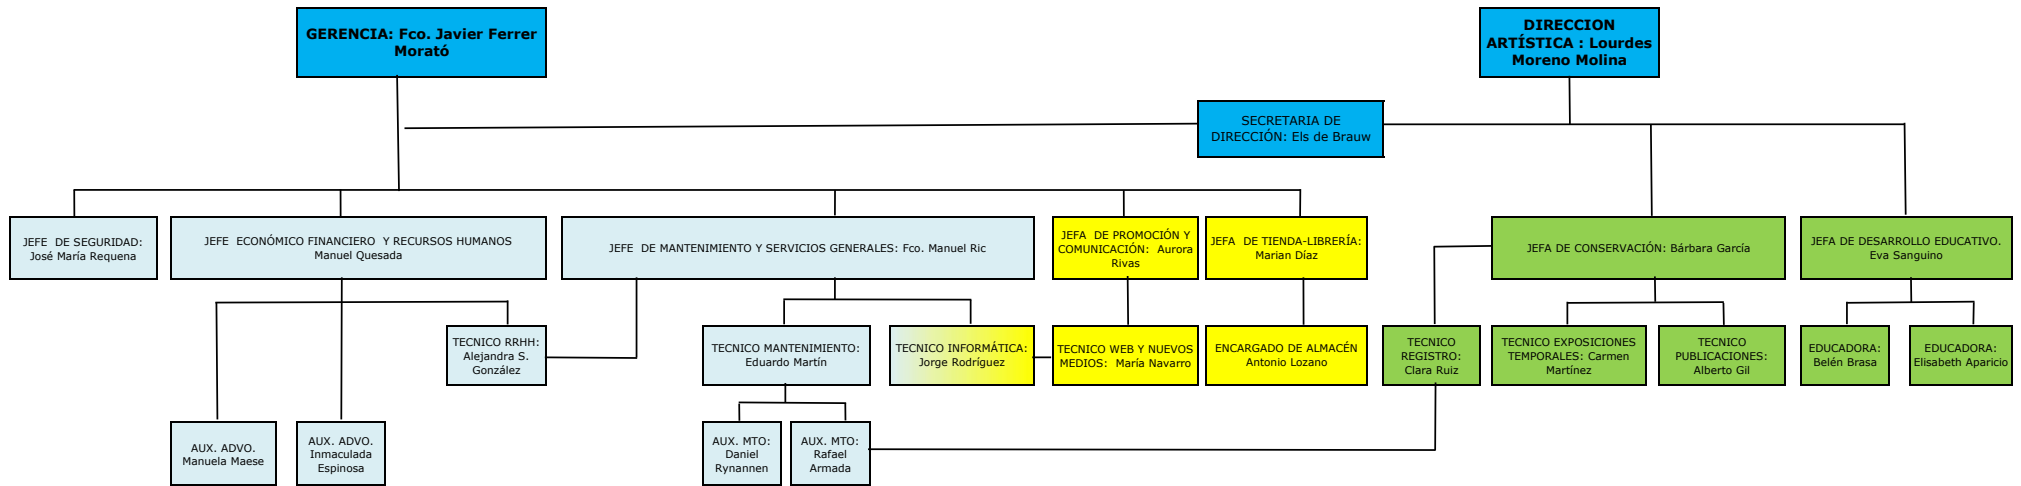 GERENCIA: Fco. Javier Ferrer
Morató
DIRECCION
ARTÍSTICA : Lourdes
Moreno Molina
SECRETARIA DE
DIRECCIÓN: Els de Brauw
JEFE DE SEGURIDAD:
José María Requena
JEFE ECONÓMICO FINANCIERO Y RECURSOS HUMANOS
Manuel Quesada
JEFE DE MANTENIMIENTO Y SERVICIOS GENERALES: Fco. Manuel Ric
JEFA DE PROMOCIÓN Y
COMUNICACIÓN: Aurora
Rivas
JEFA DE TIENDA-LIBRERÍA:
Marian Díaz
JEFA DE CONSERVACIÓN: Bárbara García
JEFA DE DESARROLLO EDUCATIVO.
Eva Sanguino
TECNICO RRHH:
Alejandra S.
González
TECNICO MANTENIMIENTO:
Eduardo Martín
TECNICO INFORMÁTICA:
Jorge Rodríguez
TECNICO WEB Y NUEVOS
MEDIOS: María Navarro
ENCARGADO DE ALMACÉN
Antonio Lozano
TECNICO
REGISTRO:
Clara Ruiz
TECNICO EXPOSICIONES
TEMPORALES: Carmen
Martínez
TECNICO
PUBLICACIONES:
Alberto Gil
EDUCADORA:
Belén Brasa
EDUCADORA:
Elisabeth Aparicio
AUX. ADVO.
Manuela Maese
AUX. ADVO.
Inmaculada
Espinosa
AUX. MTO:
Daniel
Rynannen
AUX. MTO:
Rafael
Armada